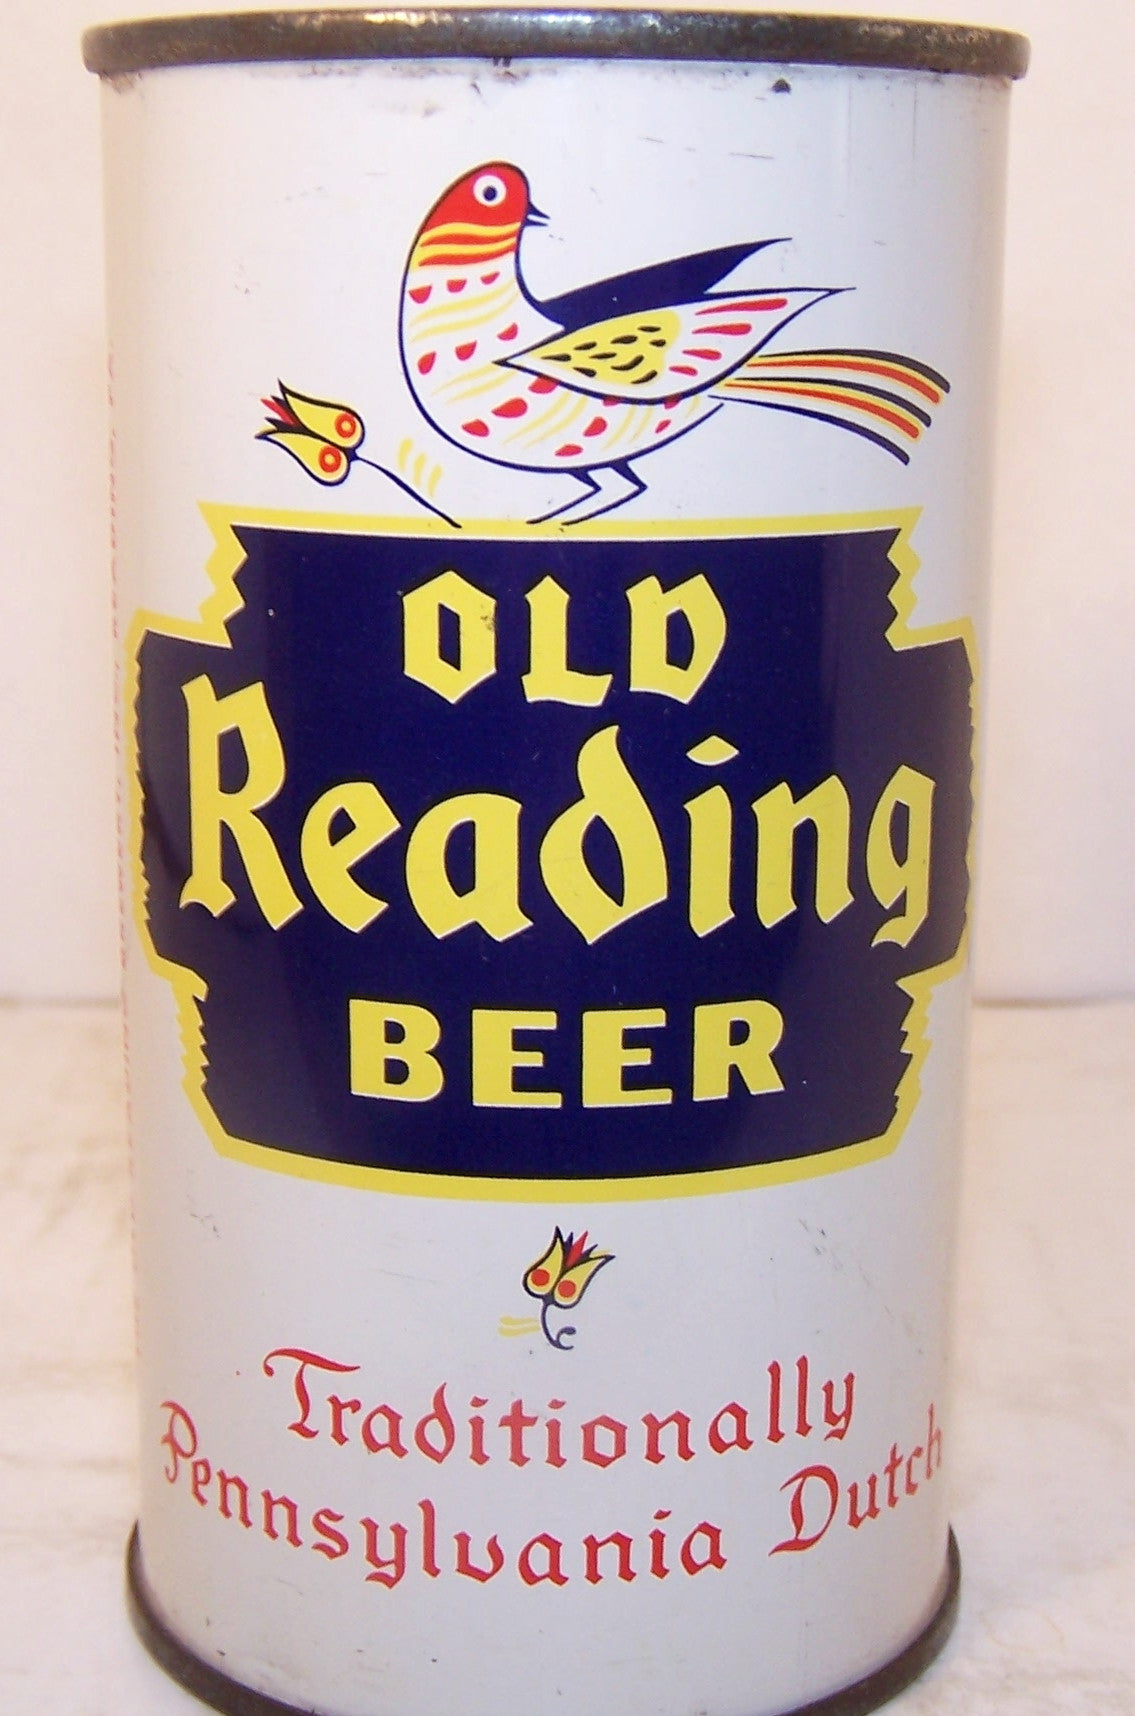 OLD
Reading
BEER
Traditionally
Pennsylvania Dutch